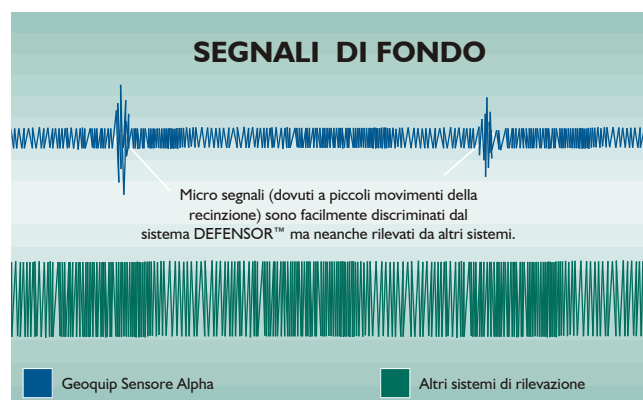 SEGNALI DI FONDO
Micro segnali (dovuti a piccoli movimenti della
recinzione) sono facilmente discriminati dal
sistema DEFENSOR™ ma neanche rilevati da altri sistemi.
Geoquip Sensore Alpha
Altri sistemi di rilevazione